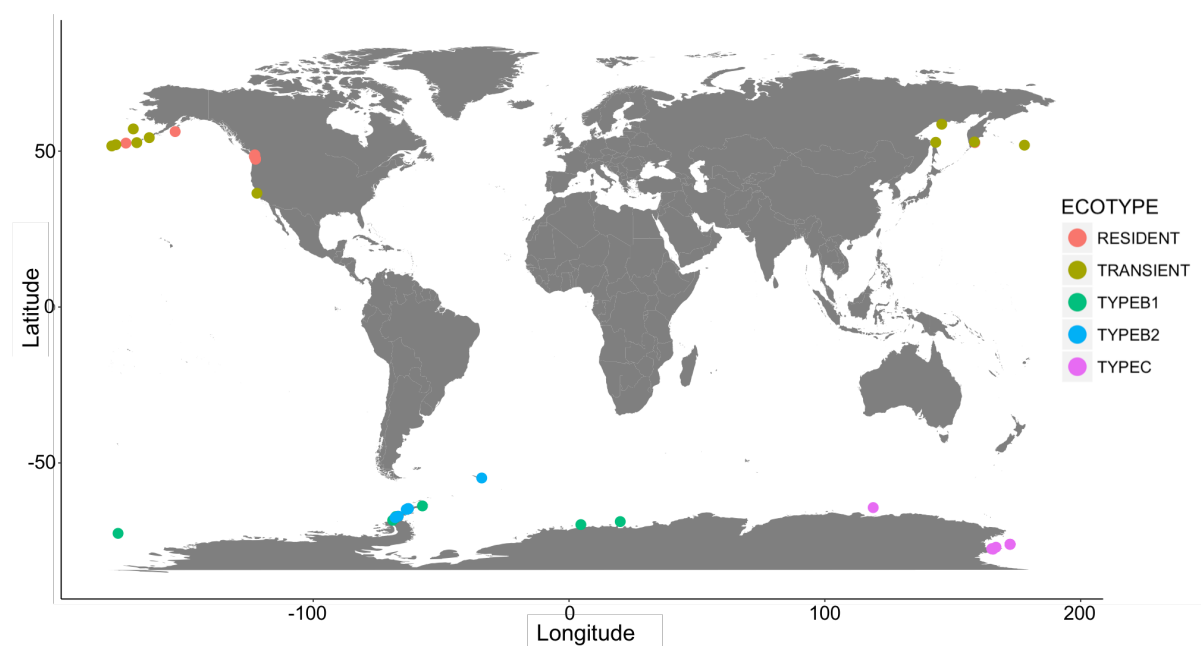 50
0
-50
Latitude
-100
0
100
200
Longitude
ECOTYPE
RESIDENT
TRANSIENT
TYPEB1
TYPEB2
TYPEC